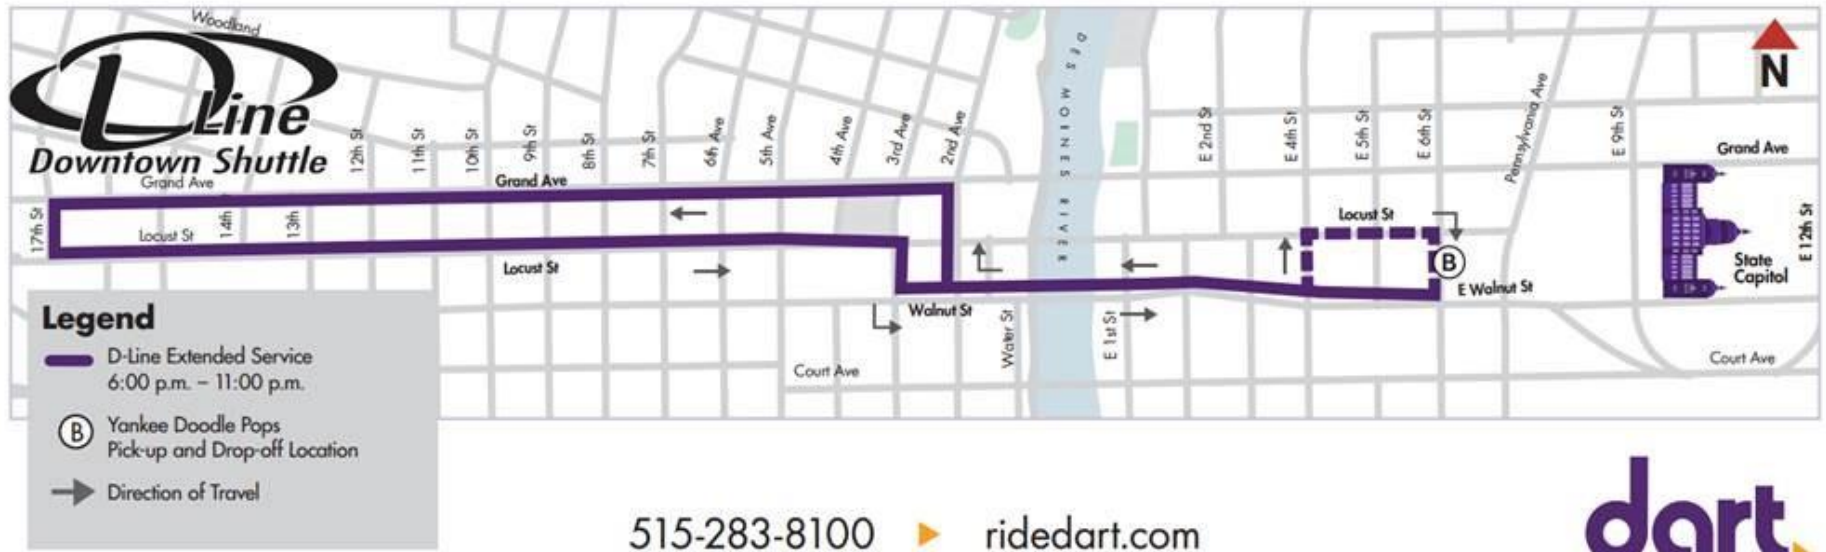 Woodland
D Line
Downtown Shuttle
Grand Ave
17th St
Locust St
14th
13th
12th St
11th St
10th St
9th St
8th St
7th St
6th Ave
5th Ave
4th Ave
3rd Ave
2nd Ave
Grand Ave
Locust St
Walnut St
Water St
Court Ave
DES MOINES RIVER
E 1st St
E 2nd St
E 4th St
E 5th St
E 6th St
Pennsylvania Ave
E 9th St
Grand Ave
Locust St
B
E Walnut St
State
Capitol
E 12th St
Court Ave
N
Legend
D-Line Extended Service
6:00 p.m. – 11:00 p.m.
B
Yankee Doodle Pops
Pick-up and Drop-off Location
Direction of Travel
515-283-8100
ridedart.com
dart